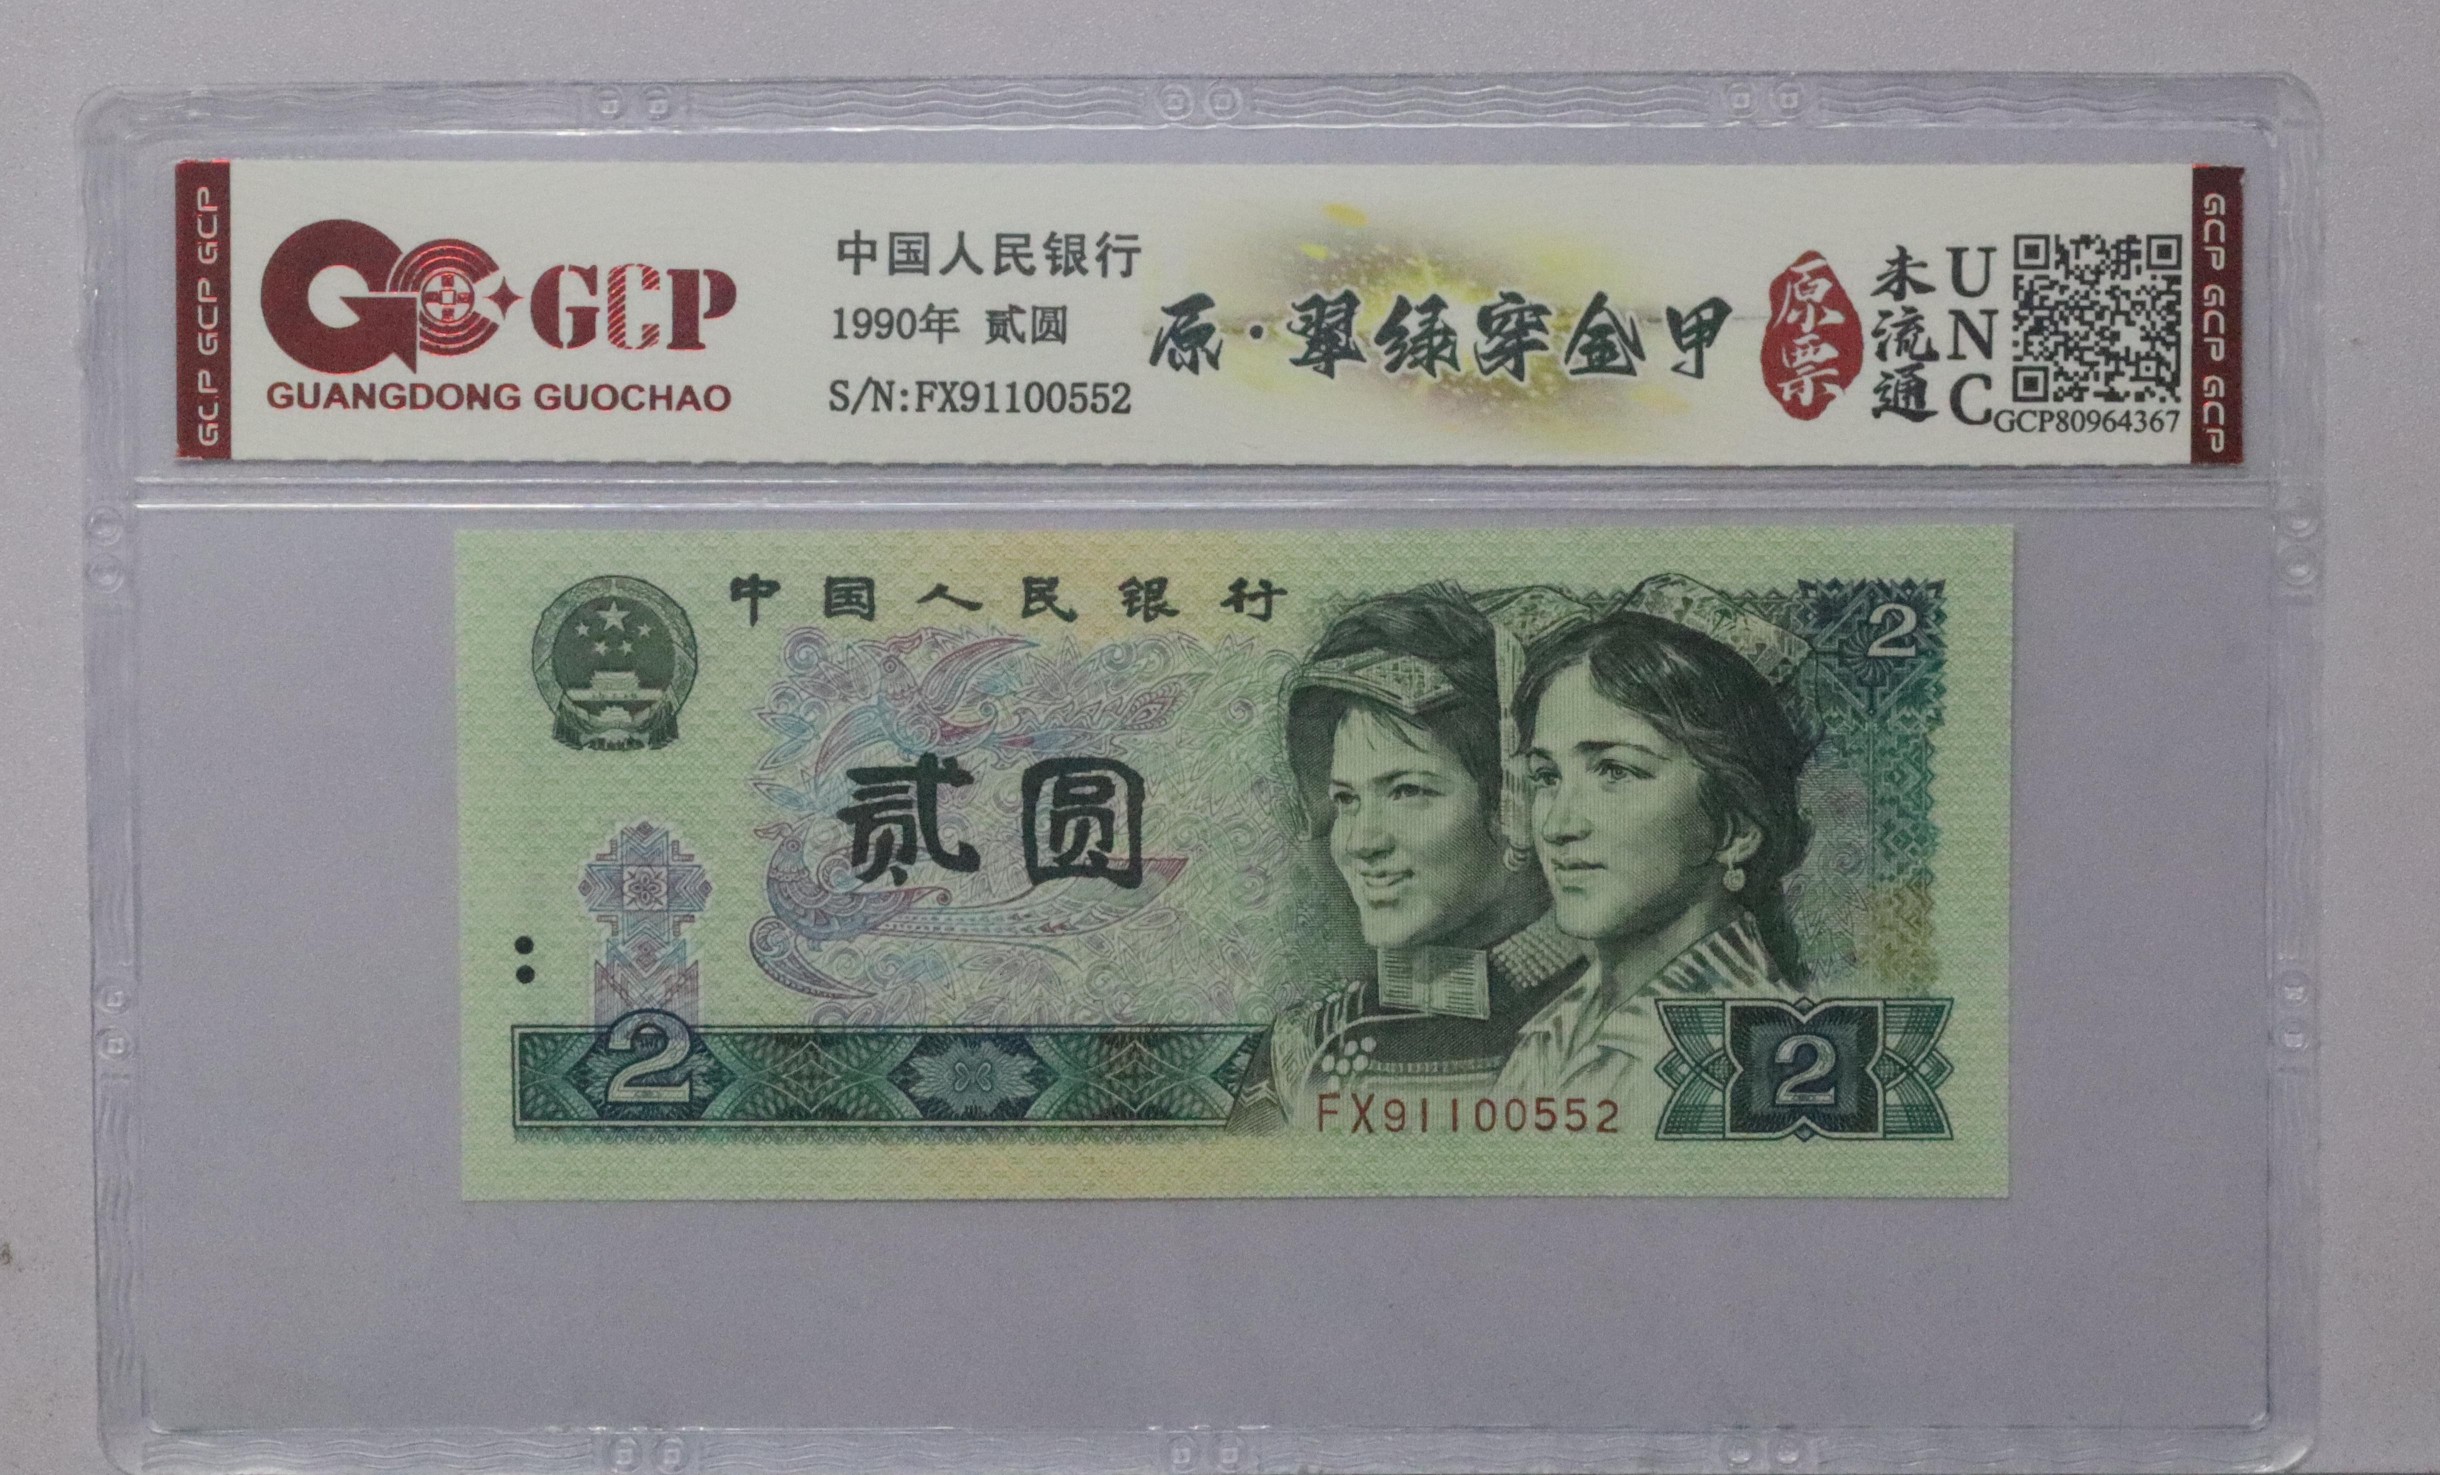 GCP GCP GCP
GCP
GUANGDONG GUOCHAO
中国人民银行
1990年 贰圆
S/N:FX91100552
原·翠绿穿金甲
原票
未流通
UNC
GCP80964367
GCP GCP GCP
中国人民银行
2
贰圆
2
FX91100552
2